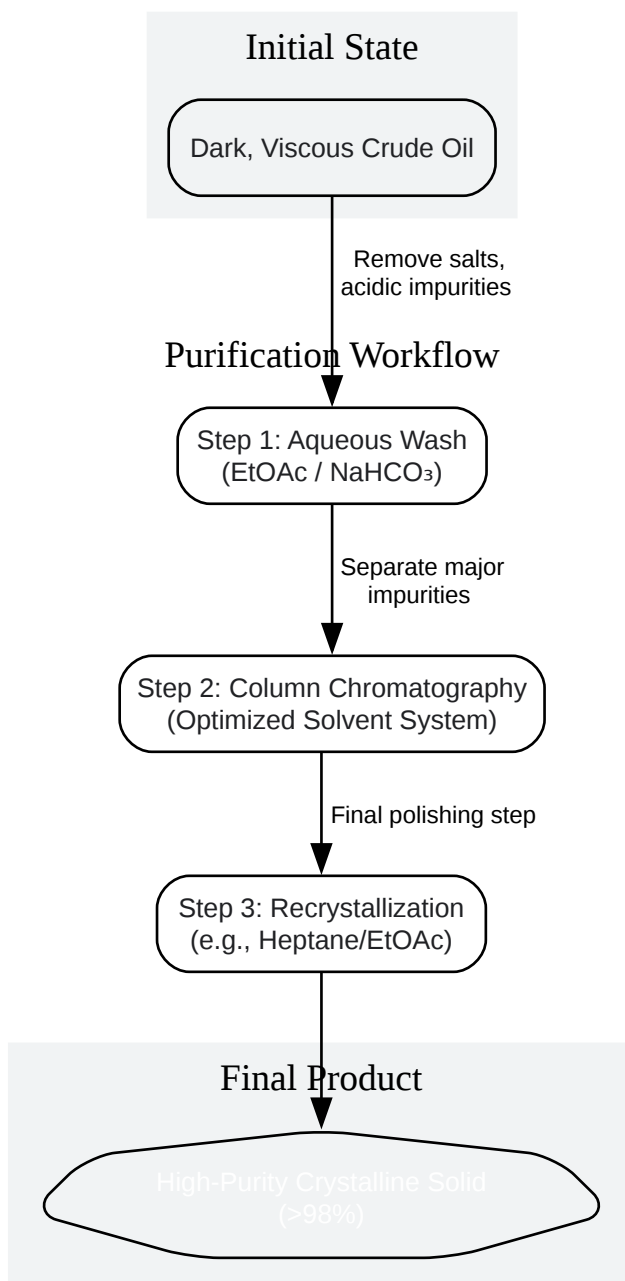 Initial State
Dark, Viscous Crude Oil
Remove salts,
acidic impurities
Purification Workflow
Step 1: Aqueous Wash
(EtOAc / NaHCO₃)
Separate major
impurities
Step 2: Column Chromatography
(Optimized Solvent System)
Final polishing step
Step 3: Recrystallization
(e.g., Heptane/EtOAc)
Final Product
High-Purity Crystalline Solid
(>98%)